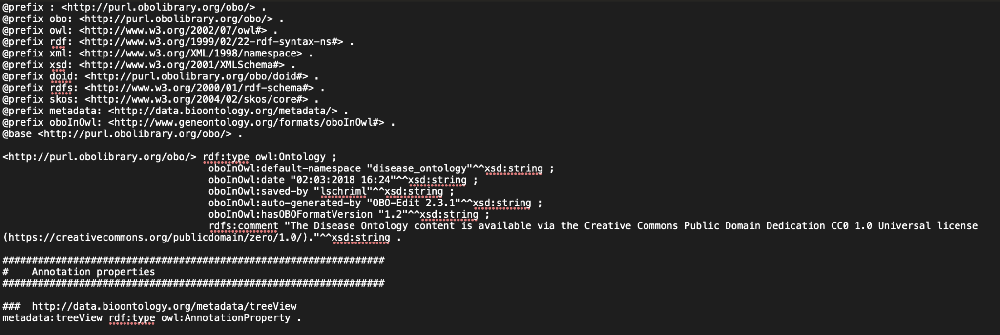 @prefix : <http://purl.obolibrary.org/obo/> .
@prefix obo: <http://purl.obolibrary.org/obo/> .
@prefix owl: <http://www.w3.org/2002/07/owl#> .
@prefix rdf: <http://www.w3.org/1999/02/22-rdf-syntax-ns#> .
@prefix xml: <http://www.w3.org/XML/1998/namespace> .
@prefix xsd: <http://www.w3.org/2001/XMLSchema#> .
@prefix doid: <http://purl.obolibrary.org/obo/doid#> .
@prefix rdfs: <http://www.w3.org/2000/01/rdf-schema#> .
@prefix skos: <http://www.w3.org/2004/02/skos/core#> .
@prefix metadata: <http://data.bioontology.org/metadata/> .
@prefix oboInOwl: <http://www.geneontology.org/formats/oboInOwl#> .
@base <http://purl.obolibrary.org/obo/> .

<http://purl.obolibrary.org/obo/> rdf:type owl:Ontology ;
                                   oboInOwl:default-namespace "disease_ontology"^^xsd:string ;
                                   oboInOwl:date "02:03:2018 16:24"^^xsd:string ;
                                   oboInOwl:saved-by "lschriml"^^xsd:string ;
                                   oboInOwl:auto-generated-by "OBO-Edit 2.3.1"^^xsd:string ;
                                   oboInOwl:hasOBOFormatVersion "1.2"^^xsd:string ;
                                   rdfs:comment "The Disease Ontology content is available via the Creative Commons Public Domain Dedication CC0 1.0 Universal license
(https://creativecommons.org/publicdomain/zero/1.0/)."^^xsd:string .

#################################################################
#    Annotation properties
#################################################################

###  http://data.bioontology.org/metadata/treeView
metadata:treeView rdf:type owl:AnnotationProperty .